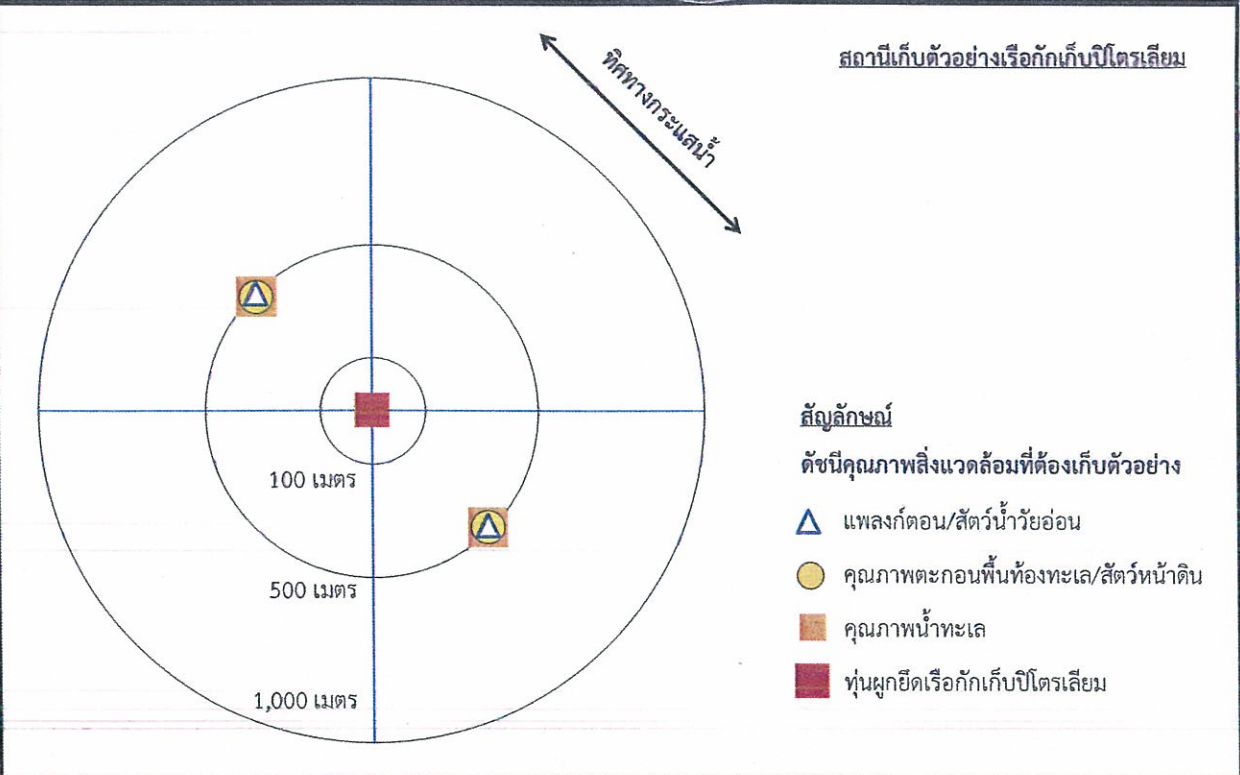 สถานีเก็บตัวอย่างเรือกักเก็บปิโตรเลียม
ทิศทางกระแสน้ำ
100 เมตร
500 เมตร
1,000 เมตร
สัญลักษณ์
ดัชนีคุณภาพสิ่งแวดล้อมที่ต้องเก็บตัวอย่าง
แพลงก์ตอน/สัตว์น้ำวัยอ่อน
คุณภาพตะกอนพื้นท้องทะเล/สัตว์หน้าดิน
คุณภาพน้ำทะเล
ทุ่นผูกยึดเรือกักเก็บปิโตรเลียม